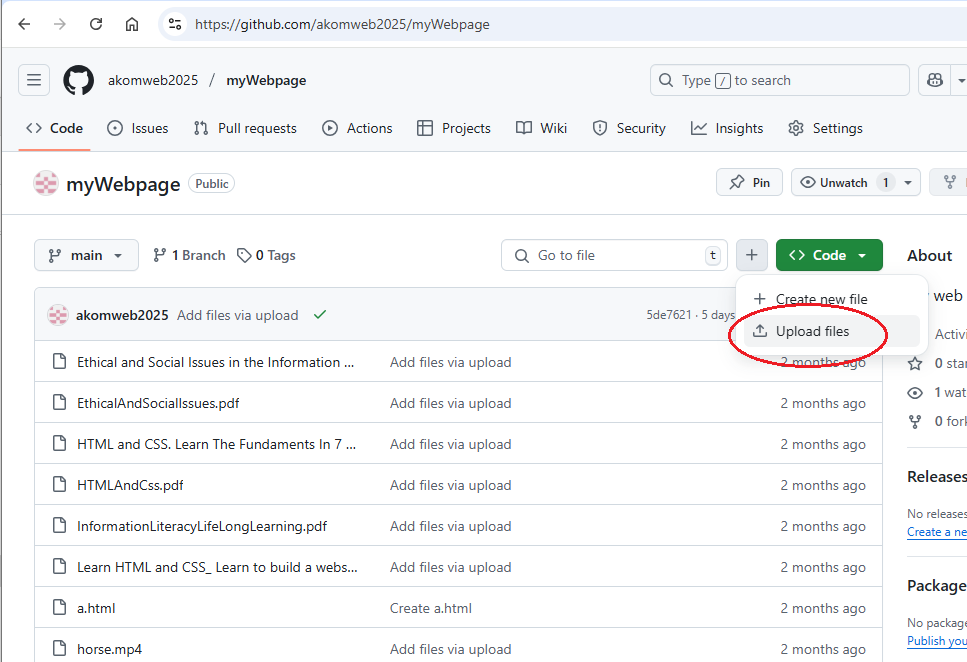 https://github.com/akomweb2025/myWebpage
akomweb2025 / myWebpage
Type / to search
Code Issues Pull requests Actions Projects Wiki Security Insights Settings
myWebpage Public
Pin Unwatch 1
main 1 Branch 0 Tags Go to file t + Code About
Create new file
web
akomweb2025 Add files via upload 5de7621 · 5 days
Upload files
Activi
Ethical and Social Issues in the Information ... Add files via upload 2 months ago
0 star
EthicalAndSocialIssues.pdf Add files via upload 2 months ago
1 wat
0 fork
HTML and CSS. Learn The Fundaments In 7 ... Add files via upload 2 months ago
HTMLAndCss.pdf Add files via upload 2 months ago
Releases
No releases
InformationLiteracyLifeLongLearning.pdf Add files via upload 2 months ago
Create a ne
Learn HTML and CSS_ Learn to build a webs... Add files via upload 2 months ago
Package
a.html Create a.html 2 months ago
No package
Publish you
horse.mp4 Add files via upload 2 months ago